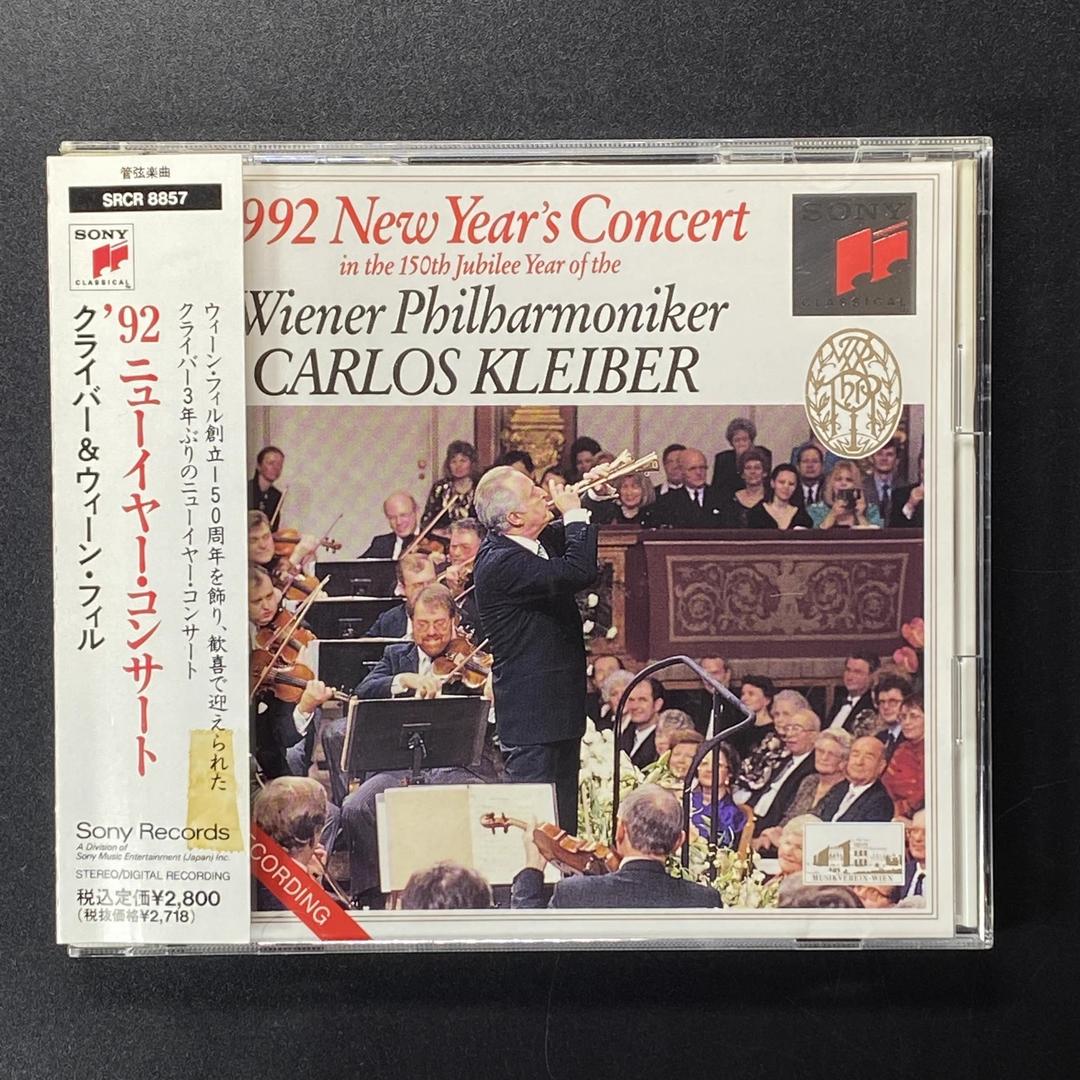 管弦楽曲
SRCR 8857
SONY
CLASSICAL
'92 ニューイヤー・コンサート
クライバー&ウィーン・フィル
ウィーン・フィル創立150周年を飾り、歓喜で迎えられた
クライバー3年ぶりのニューイヤー・コンサート
Sony Records
A Division of
Sony Music Entertainment (Japan) Inc.
STEREO/DIGITAL RECORDING
税込定価¥2,800
(税抜価格¥2,718)
992 New Year's Concert
in the 150th Jubilee Year of the
Wiener Philharmoniker
CARLOS KLEIBER
SONY
CLASSICAL
WR
PhP
CORDING
MUSIKVEREIN-WIEN